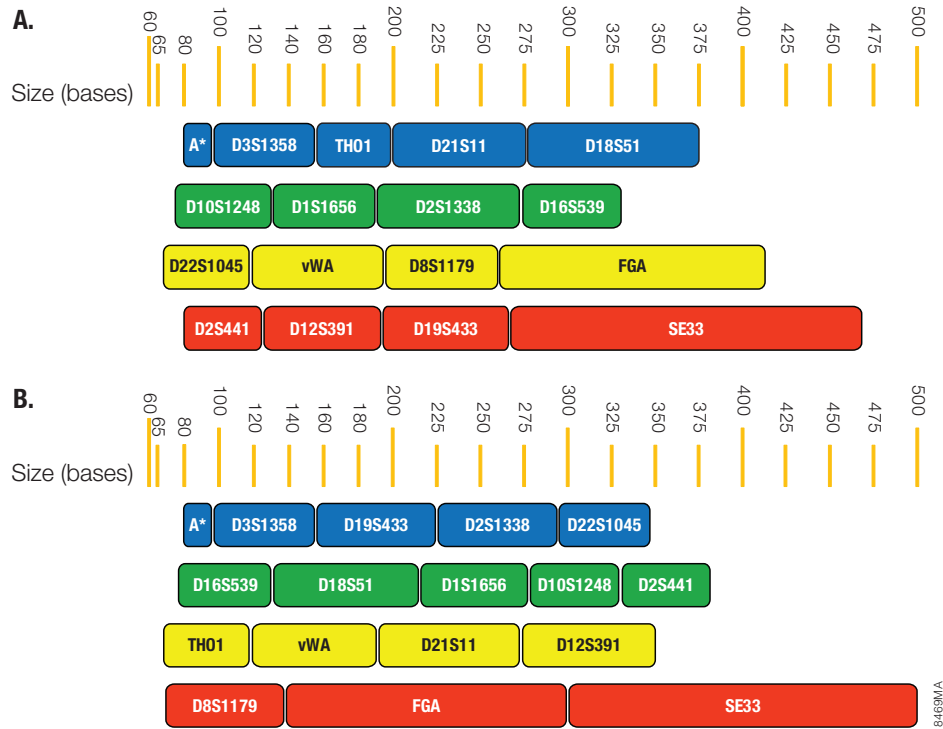 A.
60 65 80 100 120 140 160 180 200 225 250 275 300 325 350 375 400 425 450 475 500
Size (bases)
A* D3S1358 TH01 D21S11 D18S51
D10S1248 D1S1656 D2S1338 D16S539
D22S1045 vWA D8S1179 FGA
D2S441 D12S391 D19S433 SE33
B.
60 65 80 100 120 140 160 180 200 225 250 275 300 325 350 375 400 425 450 475 500
Size (bases)
A* D3S1358 D19S433 D2S1338 D22S1045
D16S539 D18S51 D1S1656 D10S1248 D2S441
TH01 vWA D21S11 D12S391
D8S1179 FGA SE33
8469MA